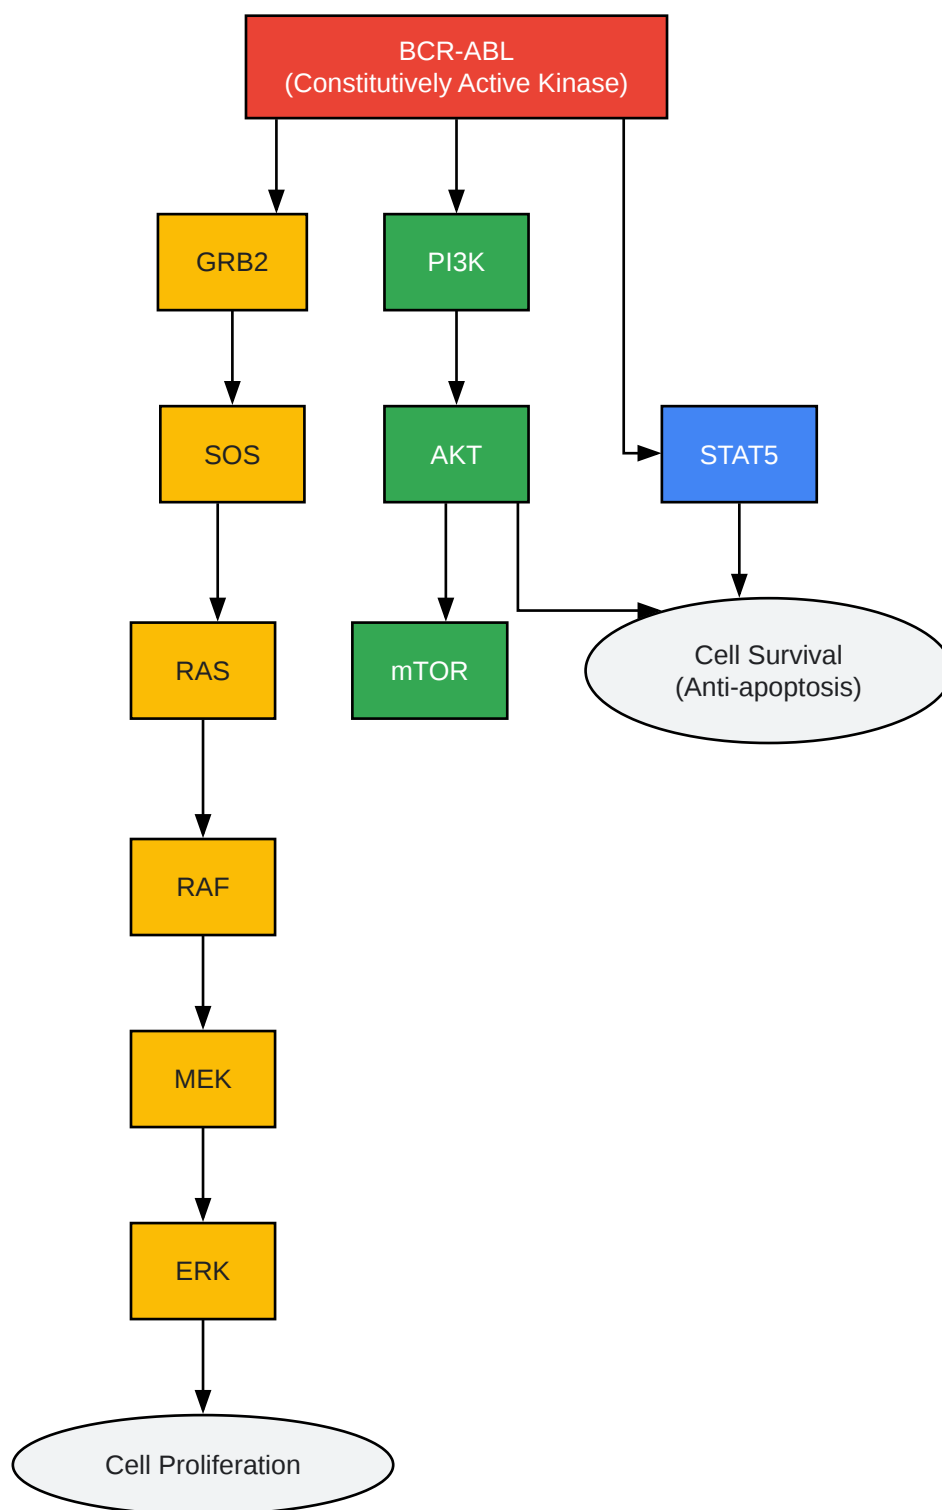 BCR-ABL
(Constitutively Active Kinase)
GRB2
PI3K
SOS
AKT
STAT5
RAS
mTOR
Cell Survival
(Anti-apoptosis)
RAF
MEK
ERK
Cell Proliferation